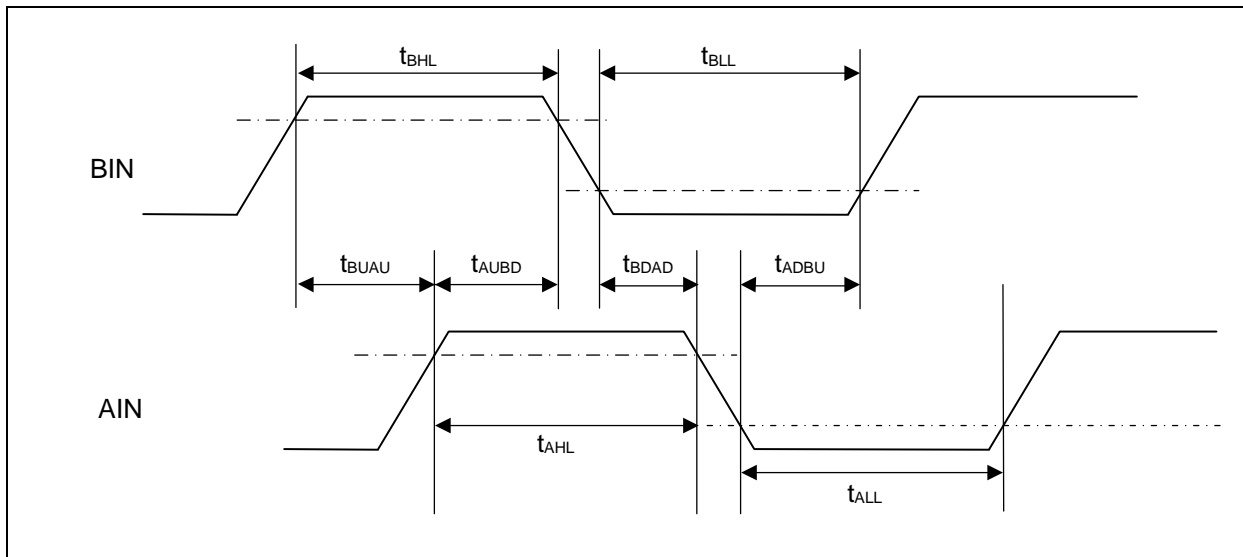 tBHL
tBLL
BIN
tBUAU
tAUBD
tBDAD
tADBU
AIN
tAHL
tALL